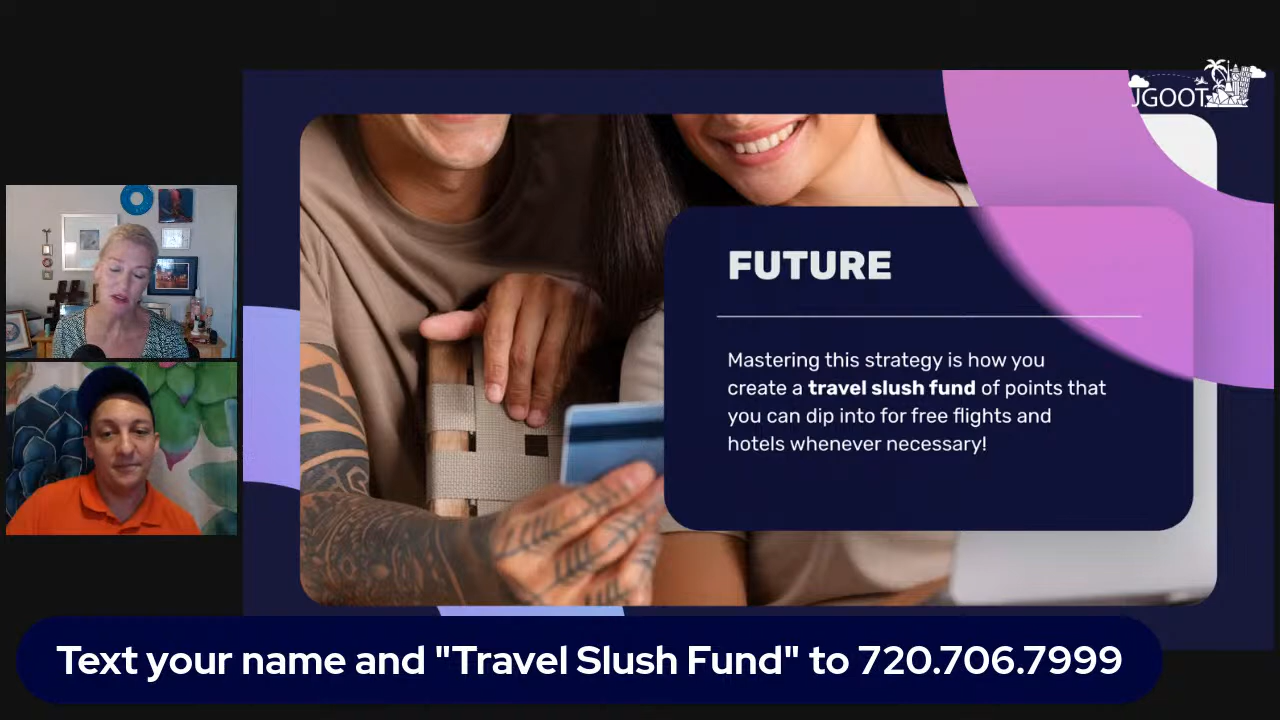 JGOOT
FUTURE
Mastering this strategy is how you
create a travel slush fund of points that
you can dip into for free flights and
hotels whenever necessary!
Text your name and "Travel Slush Fund" to 720.706.7999